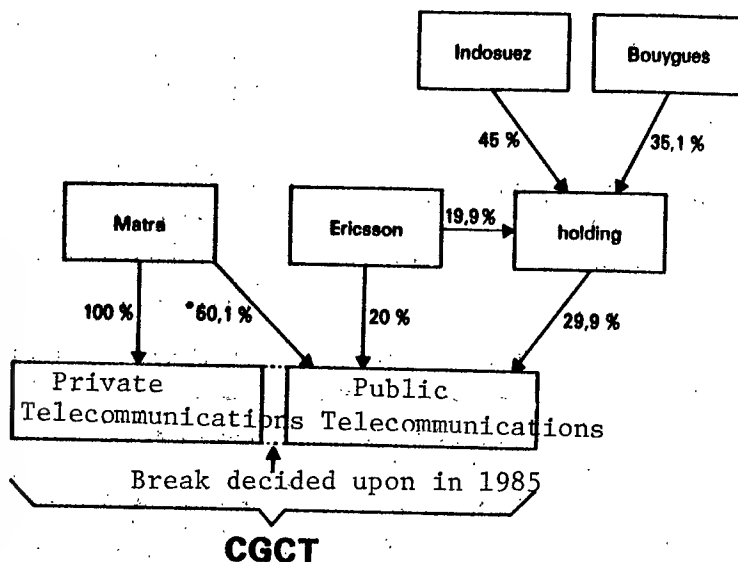 Indosuez
Bouygues
45 %
35,1 %
Matra
Ericsson
19,9 %
holding
100 %
*60,1 %
20 %
29,9 %
Private
Telecommunications
Public
Telecommunications
Break decided upon in 1985
CGCT